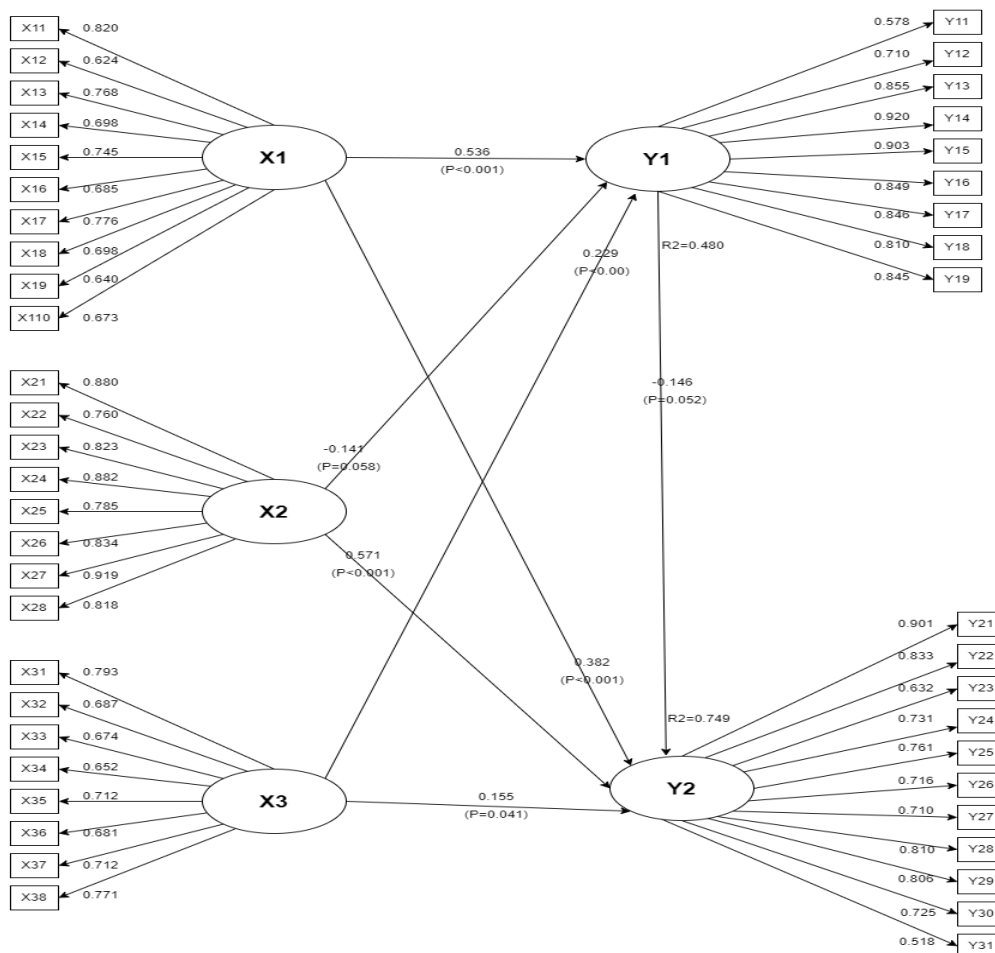 X11
0.820
X12
0.624
X13
0.768
X14
0.698
X15
0.745
X16
0.685
X17
0.776
X18
0.698
X19
0.640
X110
0.673
X1
0.536
(P<0.001)
Y1
0.578
Y11
0.710
Y12
0.855
Y13
0.920
Y14
0.903
Y15
0.849
Y16
0.846
Y17
0.810
Y18
0.845
Y19
0.229
(P<0.00)
R2=0.480
X21
0.880
X22
0.760
X23
0.823
X24
0.882
X25
0.785
X26
0.834
X27
0.919
X28
0.818
X2
-0.141
(P=0.058)
-0.146
(P=0.052)
0.571
(P<0.001)
X31
0.793
X32
0.687
X33
0.674
X34
0.652
X35
0.712
X36
0.681
X37
0.712
X38
0.771
X3
0.382
(P<0.001)
R2=0.749
0.155
(P=0.041)
Y2
0.901
Y21
0.833
Y22
0.632
Y23
0.731
Y24
0.761
Y25
0.716
Y26
0.710
Y27
0.810
Y28
0.806
Y29
0.725
Y30
0.518
Y31